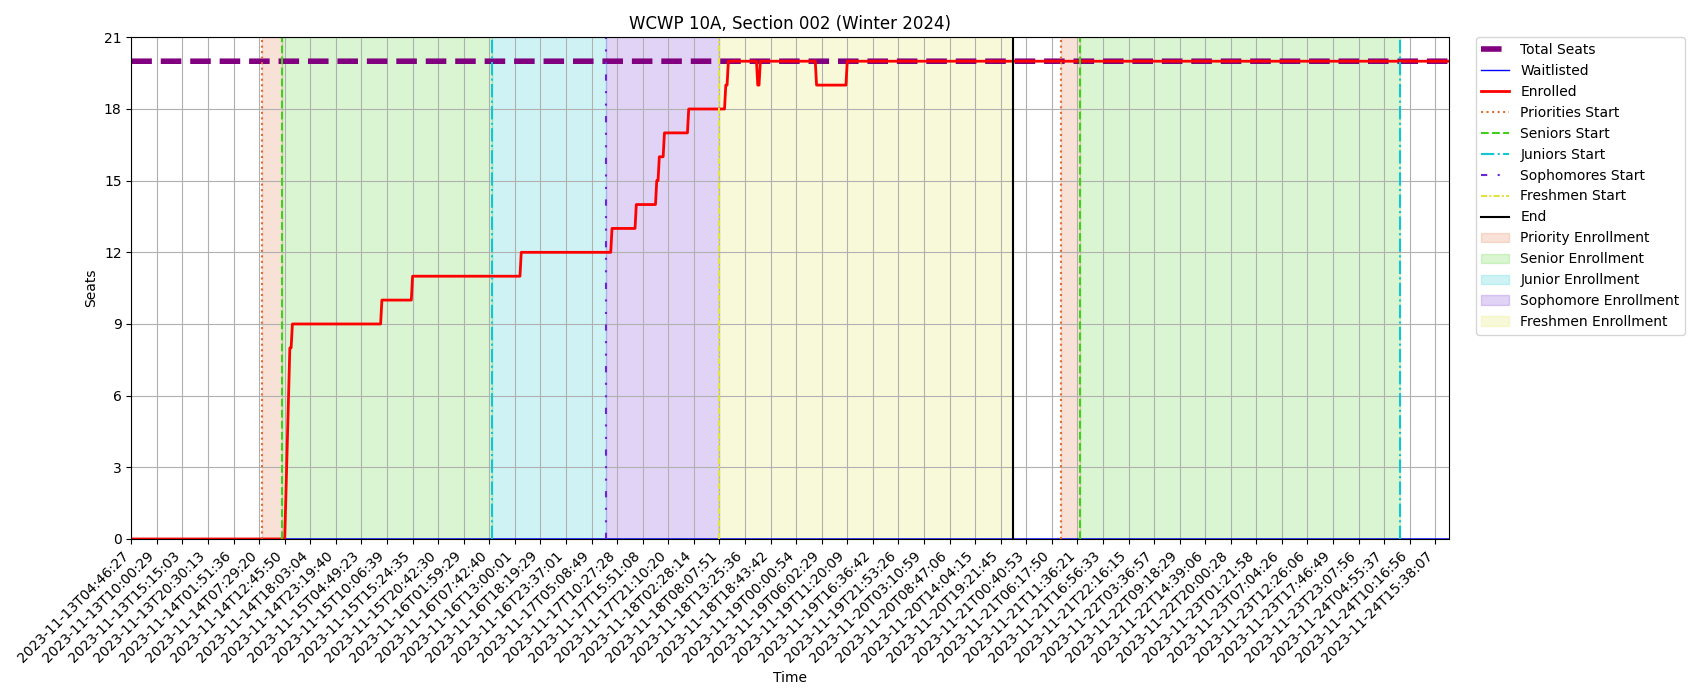 WCWP 10A, Section 002 (Winter 2024)
21
18
15
12
9
6
3
0
Seats
2023-11-13T04:46:27
2023-11-13T10:00:29
2023-11-13T15:15:03
2023-11-13T20:30:13
2023-11-14T01:51:36
2023-11-14T07:29:20
2023-11-14T12:45:50
2023-11-14T18:03:04
2023-11-14T23:19:40
2023-11-15T04:49:23
2023-11-15T10:06:39
2023-11-15T15:24:35
2023-11-15T20:42:30
2023-11-16T01:59:29
2023-11-16T07:42:40
2023-11-16T13:00:01
2023-11-16T18:19:29
2023-11-16T23:37:01
2023-11-17T05:08:49
2023-11-17T10:27:28
2023-11-17T15:51:08
2023-11-17T21:10:20
2023-11-18T02:28:14
2023-11-18T08:07:51
2023-11-18T13:25:36
2023-11-18T18:43:42
2023-11-19T00:00:54
2023-11-19T06:02:29
2023-11-19T11:20:09
2023-11-19T16:36:42
2023-11-19T21:53:26
2023-11-20T03:10:59
2023-11-20T08:47:06
2023-11-20T14:04:15
2023-11-20T19:21:45
2023-11-21T00:40:53
2023-11-21T06:17:50
2023-11-21T11:36:21
2023-11-21T16:56:33
2023-11-21T22:16:15
2023-11-22T03:36:57
2023-11-22T09:18:29
2023-11-22T14:39:06
2023-11-22T20:00:28
2023-11-23T01:21:58
2023-11-23T07:04:26
2023-11-23T12:26:06
2023-11-23T17:46:49
2023-11-23T23:07:56
2023-11-24T04:55:37
2023-11-24T10:16:56
2023-11-24T15:38:07
Time
Total Seats
Waitlisted
Enrolled
Priorities Start
Seniors Start
Juniors Start
Sophomores Start
Freshmen Start
End
Priority Enrollment
Senior Enrollment
Junior Enrollment
Sophomore Enrollment
Freshmen Enrollment